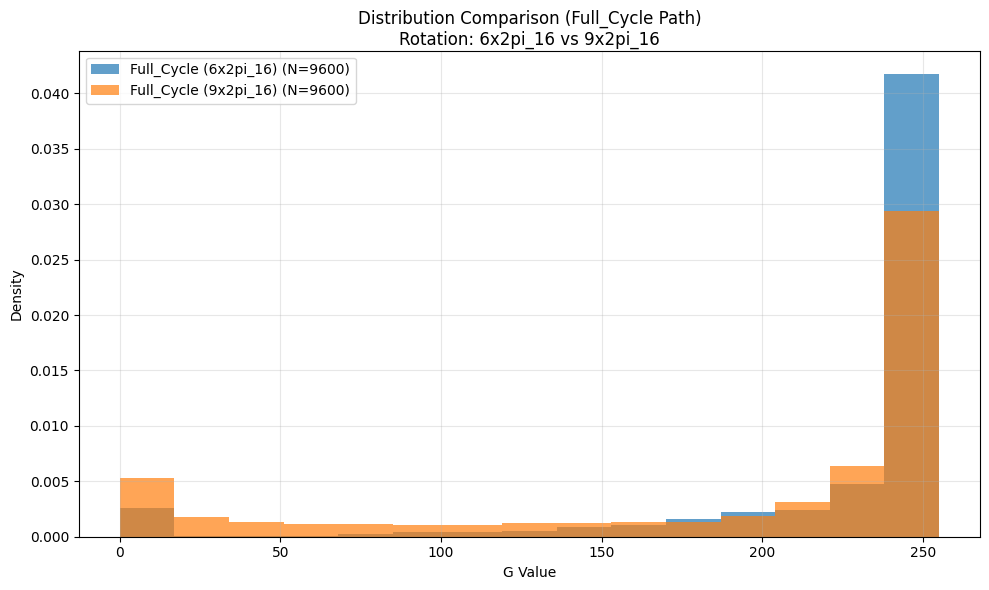 Distribution Comparison (Full_Cycle Path)
Rotation: 6x2pi_16 vs 9x2pi_16
Full_Cycle (6x2pi_16) (N=9600)
Full_Cycle (9x2pi_16) (N=9600)
0.040
0.035
0.030
0.025
0.020
0.015
0.010
0.005
0.000
Density
0 50 100 150 200 250
G Value